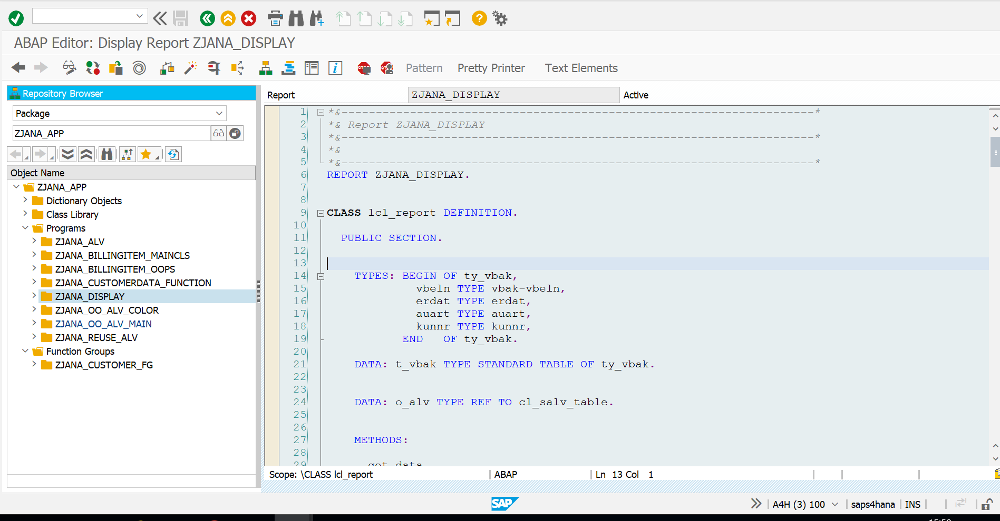 ABAP Editor: Display Report ZJANA_DISPLAY
Pattern Pretty Printer Text Elements
Repository Browser
Package
ZJANA_APP
Object Name
ZJANA_APP
Dictionary Objects
Class Library
Programs
ZJANA_ALV
ZJANA_BILLINGITEM_MAINCLS
ZJANA_BILLINGITEM_OOPS
ZJANA_CUSTOMERDATA_FUNCTION
ZJANA_DISPLAY
ZJANA_OO_ALV_COLOR
ZJANA_OO_ALV_MAIN
ZJANA_REUSE_ALV
Function Groups
ZJANA_CUSTOMER_FG
Report ZJANA_DISPLAY Active
1 *&---------------------------------------------------------------------*
2 *& Report ZJANA_DISPLAY
3 *&---------------------------------------------------------------------*
4 *&
5 *&---------------------------------------------------------------------*
6 REPORT ZJANA_DISPLAY.
7
8
9 CLASS lcl_report DEFINITION.
10
11 PUBLIC SECTION.
12
13
14 TYPES: BEGIN OF ty_vbak,
15 vbeln TYPE vbak-vbeln,
16 erdat TYPE erdat,
17 auart TYPE auart,
18 kunnr TYPE kunnr,
19 END   OF ty_vbak.
20
21 DATA: t_vbak TYPE STANDARD TABLE OF ty_vbak.
22
23
24 DATA: o_alv TYPE REF TO cl_salv_table.
25
26
27 METHODS:
28
29 get_data
Scope: \CLASS lcl_report ABAP Ln 13 Col 1
SAP A4H (3) 100 saps4hana INS